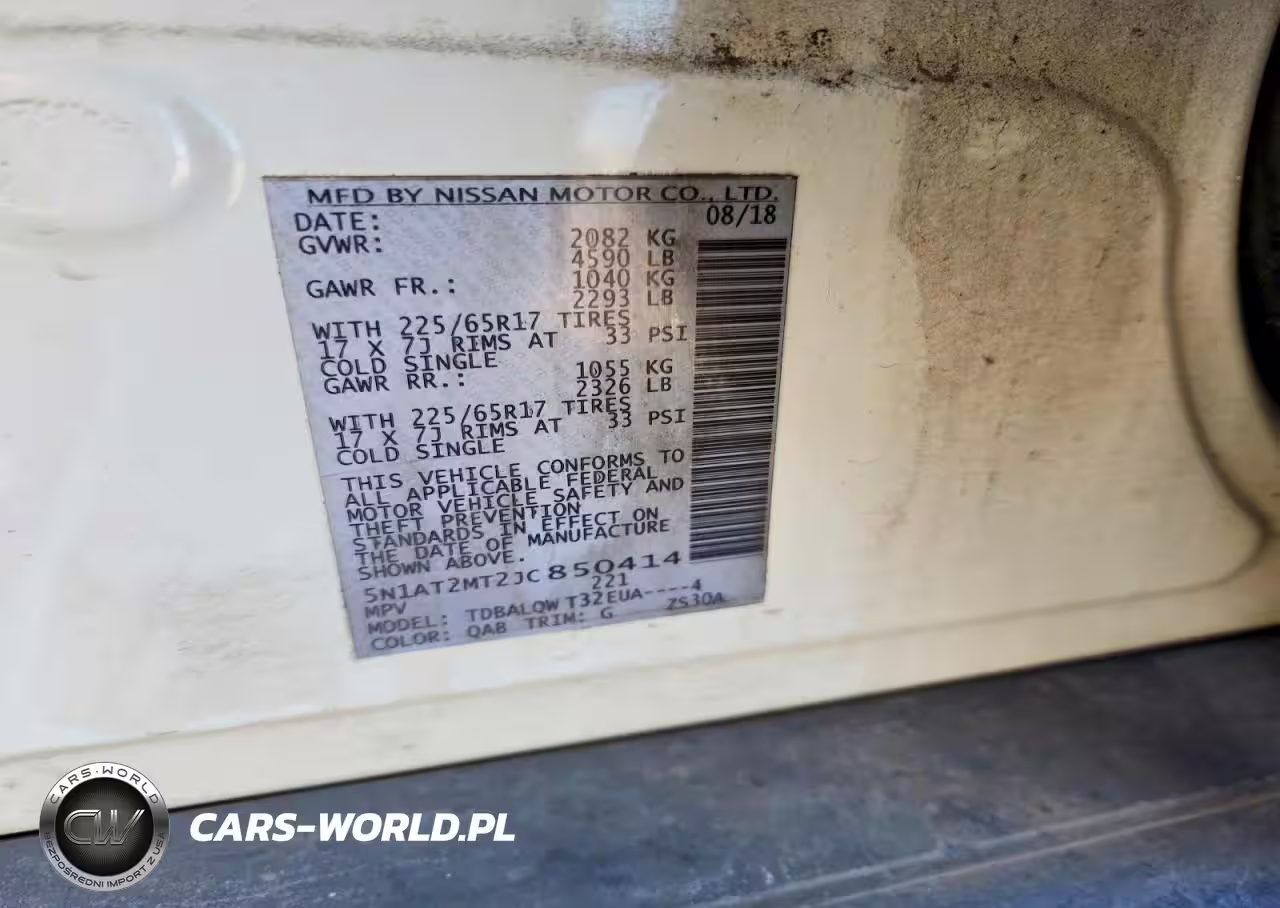 MFD BY NISSAN MOTOR CO., LTD.
DATE: 08/18
GVWR: 2082 KG
4590 LB
GAWR FR.: 1040 KG
2293 LB
WITH 225/65R17 TIRES
17 X 7J RIMS AT 33 PSI
COLD SINGLE
GAWR RR.: 1055 KG
2326 LB
WITH 225/65R17 TIRES
17 X 7J RIMS AT 33 PSI
COLD SINGLE
THIS VEHICLE CONFORMS TO
ALL APPLICABLE FEDERAL
MOTOR VEHICLE SAFETY AND
THEFT PREVENTION
STANDARDS IN EFFECT ON
THE DATE OF MANUFACTURE
SHOWN ABOVE.
5N1AT2MT2JC850414
MPV 221
MODEL: TDBALQWT32EUA----4
COLOR: QAB TRIM: G ZS30A
CARS-WORLD
CW
BEZPOŚREDNI IMPORT Z USA
CARS-WORLD.PL